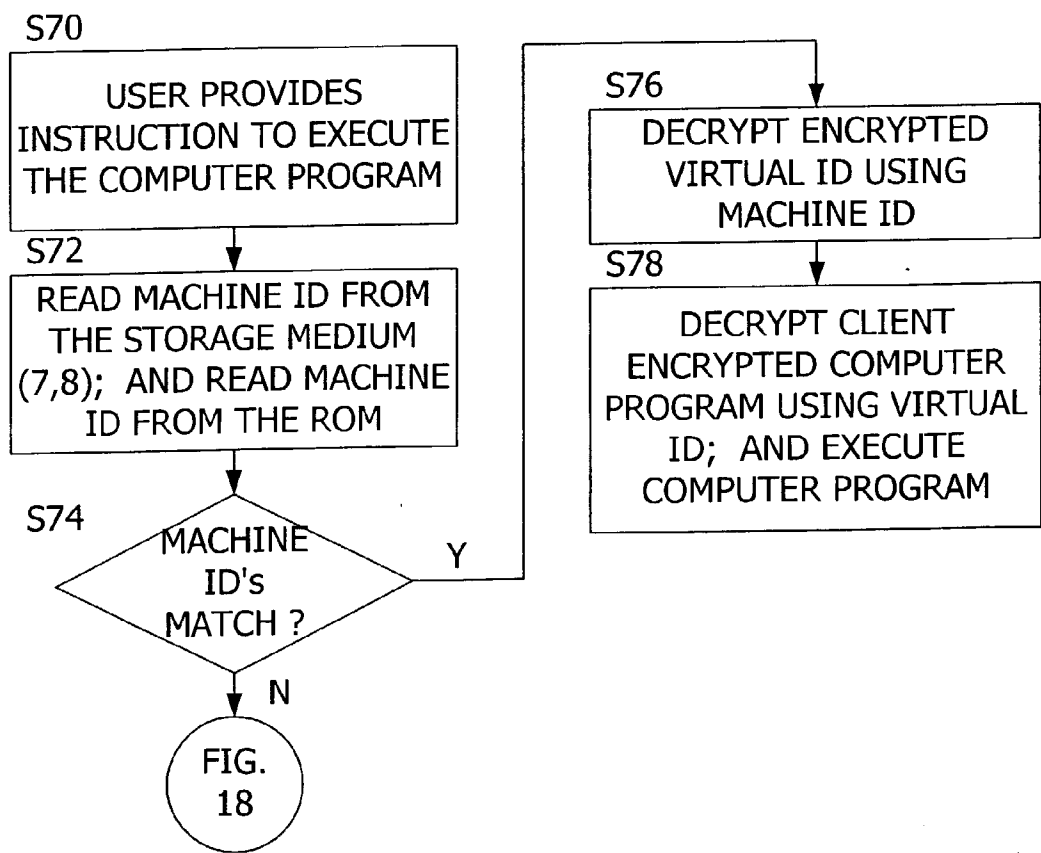 S70
USER PROVIDES
INSTRUCTION TO EXECUTE
THE COMPUTER PROGRAM
S72
READ MACHINE ID FROM
THE STORAGE MEDIUM
(7,8); AND READ MACHINE
ID FROM THE ROM
S74
MACHINE
ID's
MATCH ?
Y
N
FIG.
18
S76
DECRYPT ENCRYPTED
VIRTUAL ID USING
MACHINE ID
S78
DECRYPT CLIENT
ENCRYPTED COMPUTER
PROGRAM USING VIRTUAL
ID; AND EXECUTE
COMPUTER PROGRAM